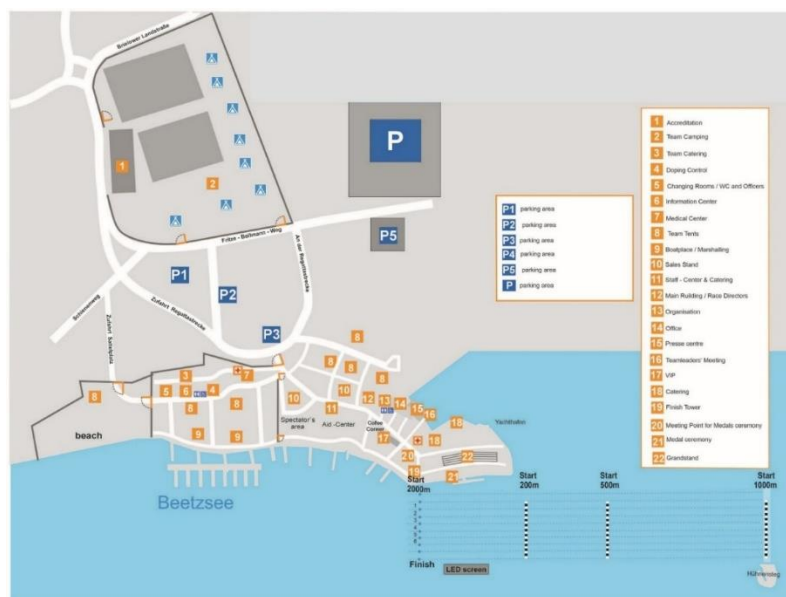 Brielower Landstraße
1
2
P
P5
Fritze - Bollmann - Weg
An der Regattastrecke
P1
P2
P3
Zufahrt Regattastrecke
Zufahrt Sattelplatz
8
8
8
8
8
3
7
5
6
4
8
8
8
9
9
beach
10
10
11
12
13
14
15
16
17
18
18
19
20
21
22
Spectator's
area
Aid -Center
Yachthafen
Beetzsee
P1 parking area
P2 parking area
P3 parking area
P4 parking area
P5 parking area
P parking area
1 Accreditation
2 Team Camping
3 Team Catering
4 Doping Control
5 Changing Rooms / WC and Officers
6 Information Center
7 Medical Center
8 Team Tents
9 Boatplace / Marshalling
10 Sales Stand
11 Staff - Center & Catering
12 Main Building / Race Directors
13 Organisation
14 Office
15 Presse centre
16 Teamleaders' Meeting
17 VIP
18 Catering
19 Finish Tower
20 Meeting Point for Medals ceremony
21 Medal ceremony
22 Grandstand
Start
2000m
Start
200m
Start
500m
Start
1000m
Finish
LED screen